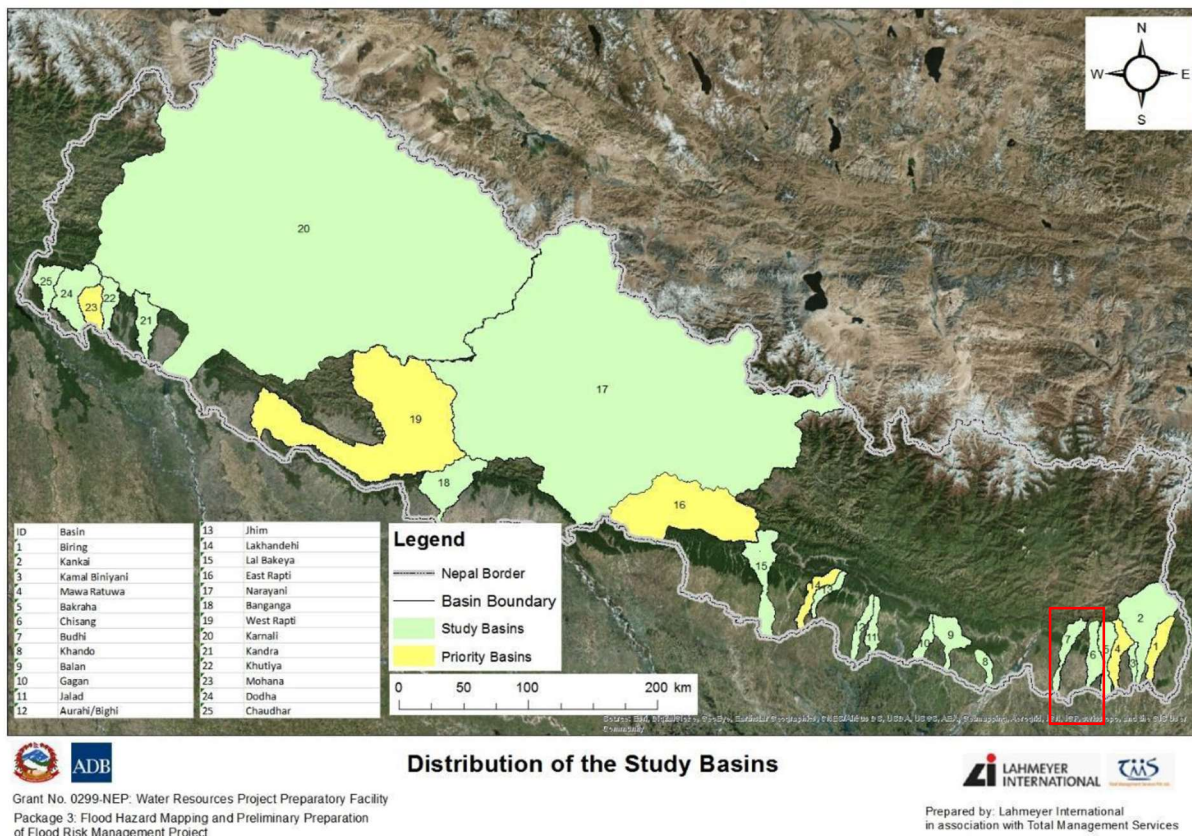 N
W E
S
20
25
24
23
22
21
17
19
18
16
15
14
13
12
11
9
8
6
5
4
3
2
1
ID Basin
1 Biring
2 Kankai
3 Kamal Biniyani
4 Mawa Ratuwa
5 Bakraha
6 Chisang
7 Budhi
8 Khando
9 Balan
10 Gagan
11 Jalad
12 Aurahi/Bighi
13 Jhim
14 Lakhandehi
15 Lal Bakeya
16 East Rapti
17 Narayani
18 Banganga
19 West Rapti
20 Karnali
21 Kandra
22 Khutiya
23 Mohana
24 Dodha
25 Chaudhar
Legend
Nepal Border
Basin Boundary
Study Basins
Priority Basins
0 50 100 200 km
Community
ADB
Distribution of the Study Basins
LAHMEYER
INTERNATIONAL
TMS
Grant No. 0299-NEP: Water Resources Project Preparatory Facility
Package 3: Flood Hazard Mapping and Preliminary Preparation
of Flood Risk Management Project
Prepared by: Lahmeyer International
in association with Total Management Services